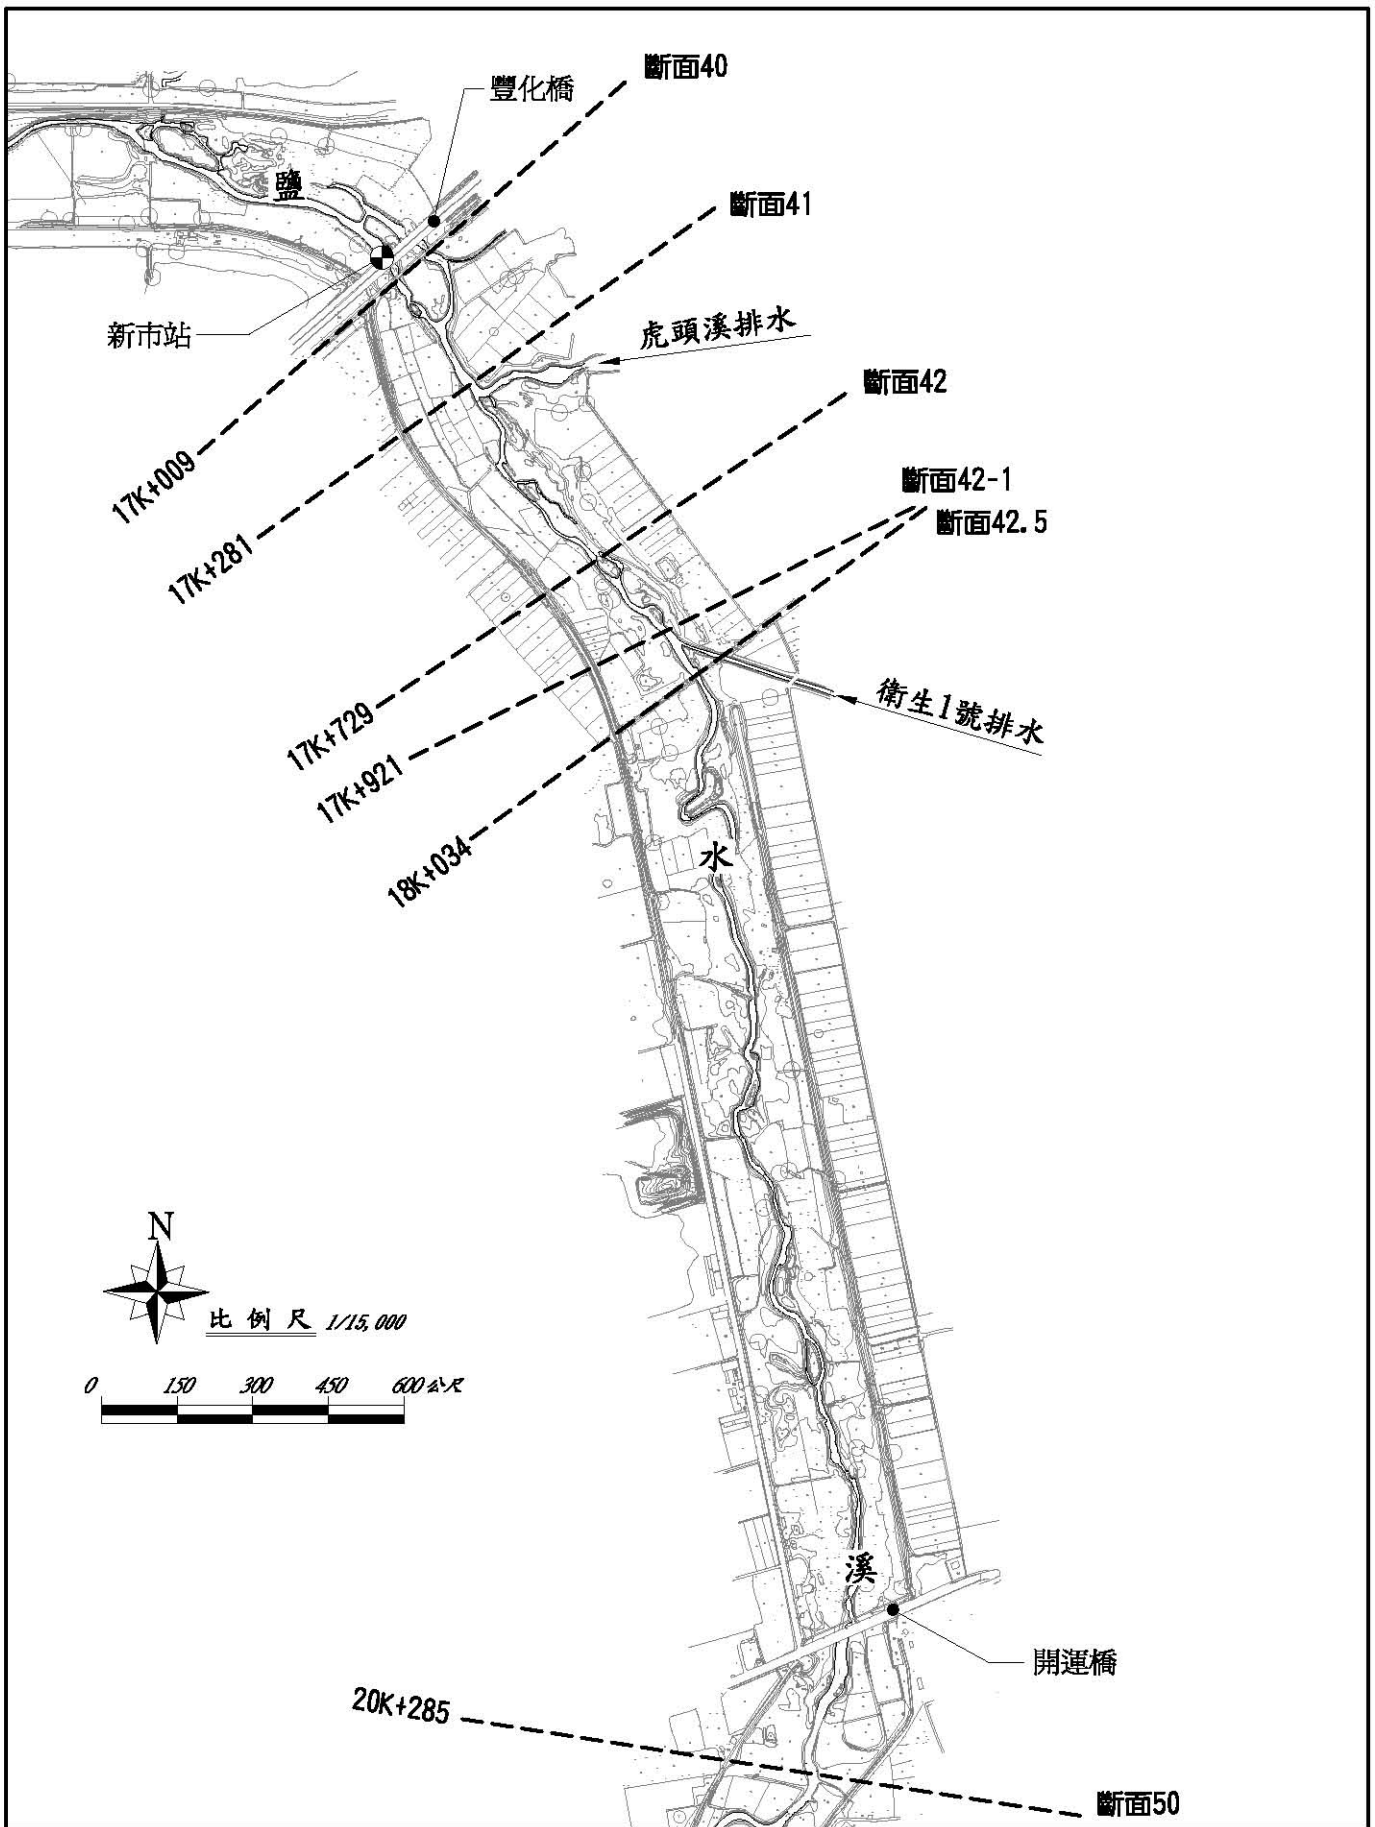 斷面40
豐化橋
鹽
斷面41
新市站
虎頭溪排水
斷面42
17K+009
斷面42-1
斷面42.5
17K+281
衛生1號排水
17K+729
17K+921
水
18K+034
N
比例尺 1/15,000
0 150 300 450 600公尺
溪
開運橋
20K+285
斷面50